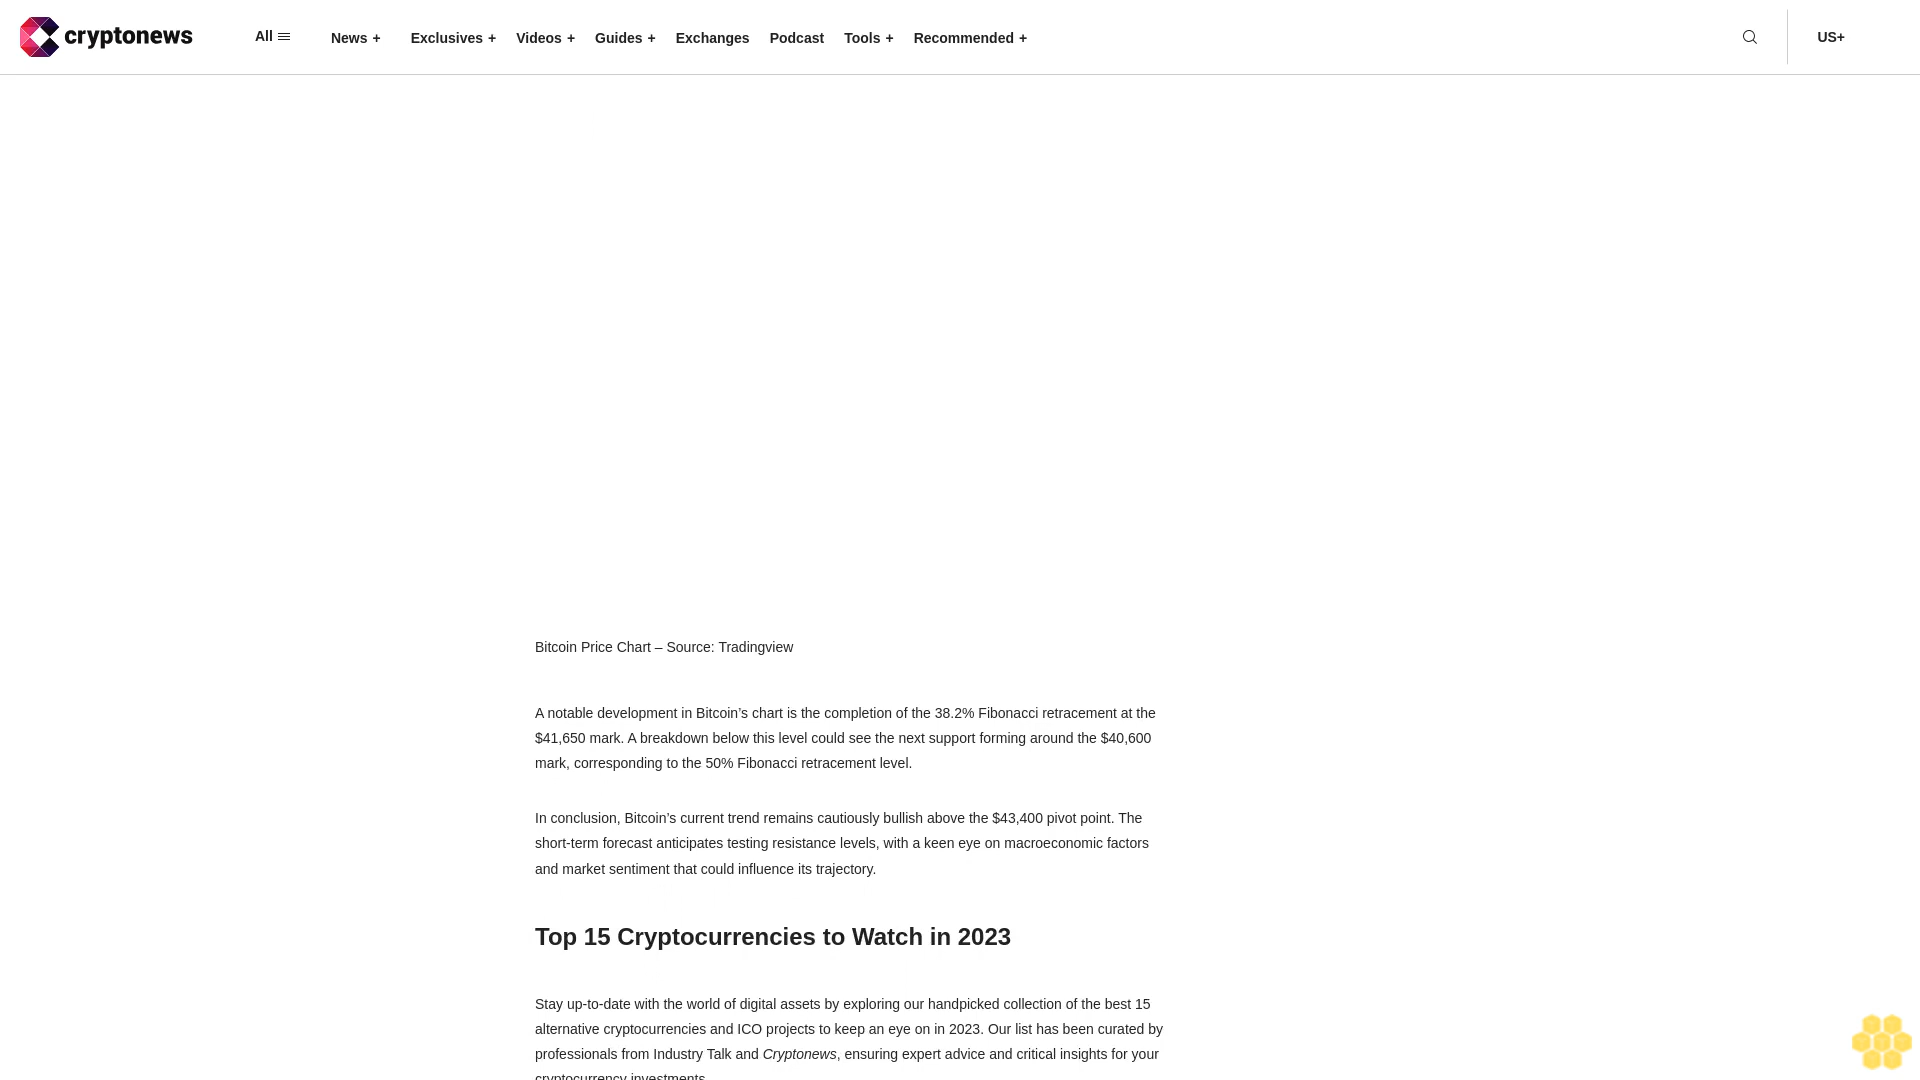 cryptonews
All
News +
Exclusives +
Videos +
Guides +
Exchanges
Podcast
Tools +
Recommended +
US+
Bitcoin Price Chart – Source: Tradingview
A notable development in Bitcoin’s chart is the completion of the 38.2% Fibonacci retracement at the
$41,650 mark. A breakdown below this level could see the next support forming around the $40,600
mark, corresponding to the 50% Fibonacci retracement level.
In conclusion, Bitcoin’s current trend remains cautiously bullish above the $43,400 pivot point. The
short-term forecast anticipates testing resistance levels, with a keen eye on macroeconomic factors
and market sentiment that could influence its trajectory.
Top 15 Cryptocurrencies to Watch in 2023
Stay up-to-date with the world of digital assets by exploring our handpicked collection of the best 15
alternative cryptocurrencies and ICO projects to keep an eye on in 2023. Our list has been curated by
professionals from Industry Talk and Cryptonews, ensuring expert advice and critical insights for your
cryptocurrency investments.